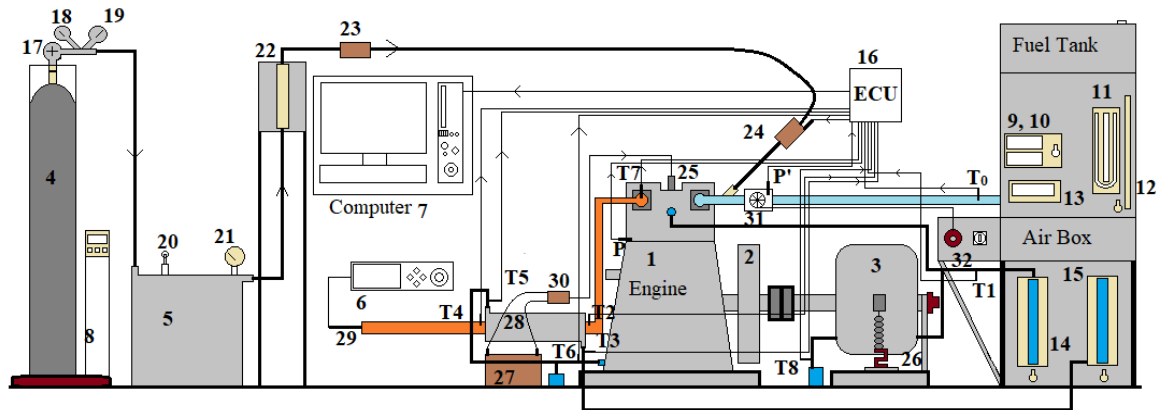 18
19
17
23
22
16
ECU
Fuel Tank
11
9, 10
24
4
T7
25
P'
T0
12
13
Computer 7
31
20
21
P
1
2
3
32
Air Box
Engine
T1
15
6
T5
30
T4
T2
5
8
29
28
T3
14
T6
27
T8
26